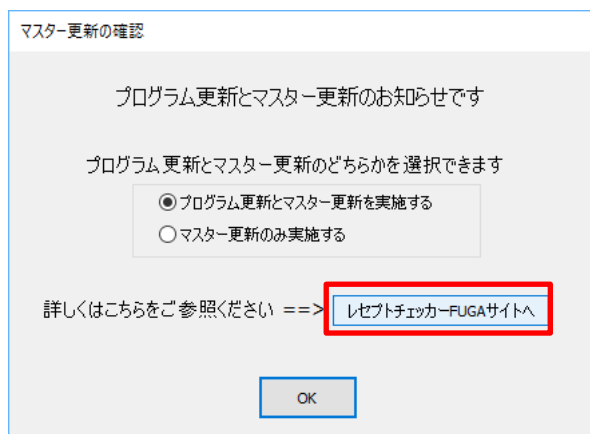 マスター更新の確認
プログラム更新とマスター更新のお知らせです
プログラム更新とマスター更新のどちらかを選択できます
プログラム更新とマスター更新を実施する
マスター更新のみ実施する
詳しくはこちらをご参照ください ==> レセプトチェッカーFUGAサイトへ
OK